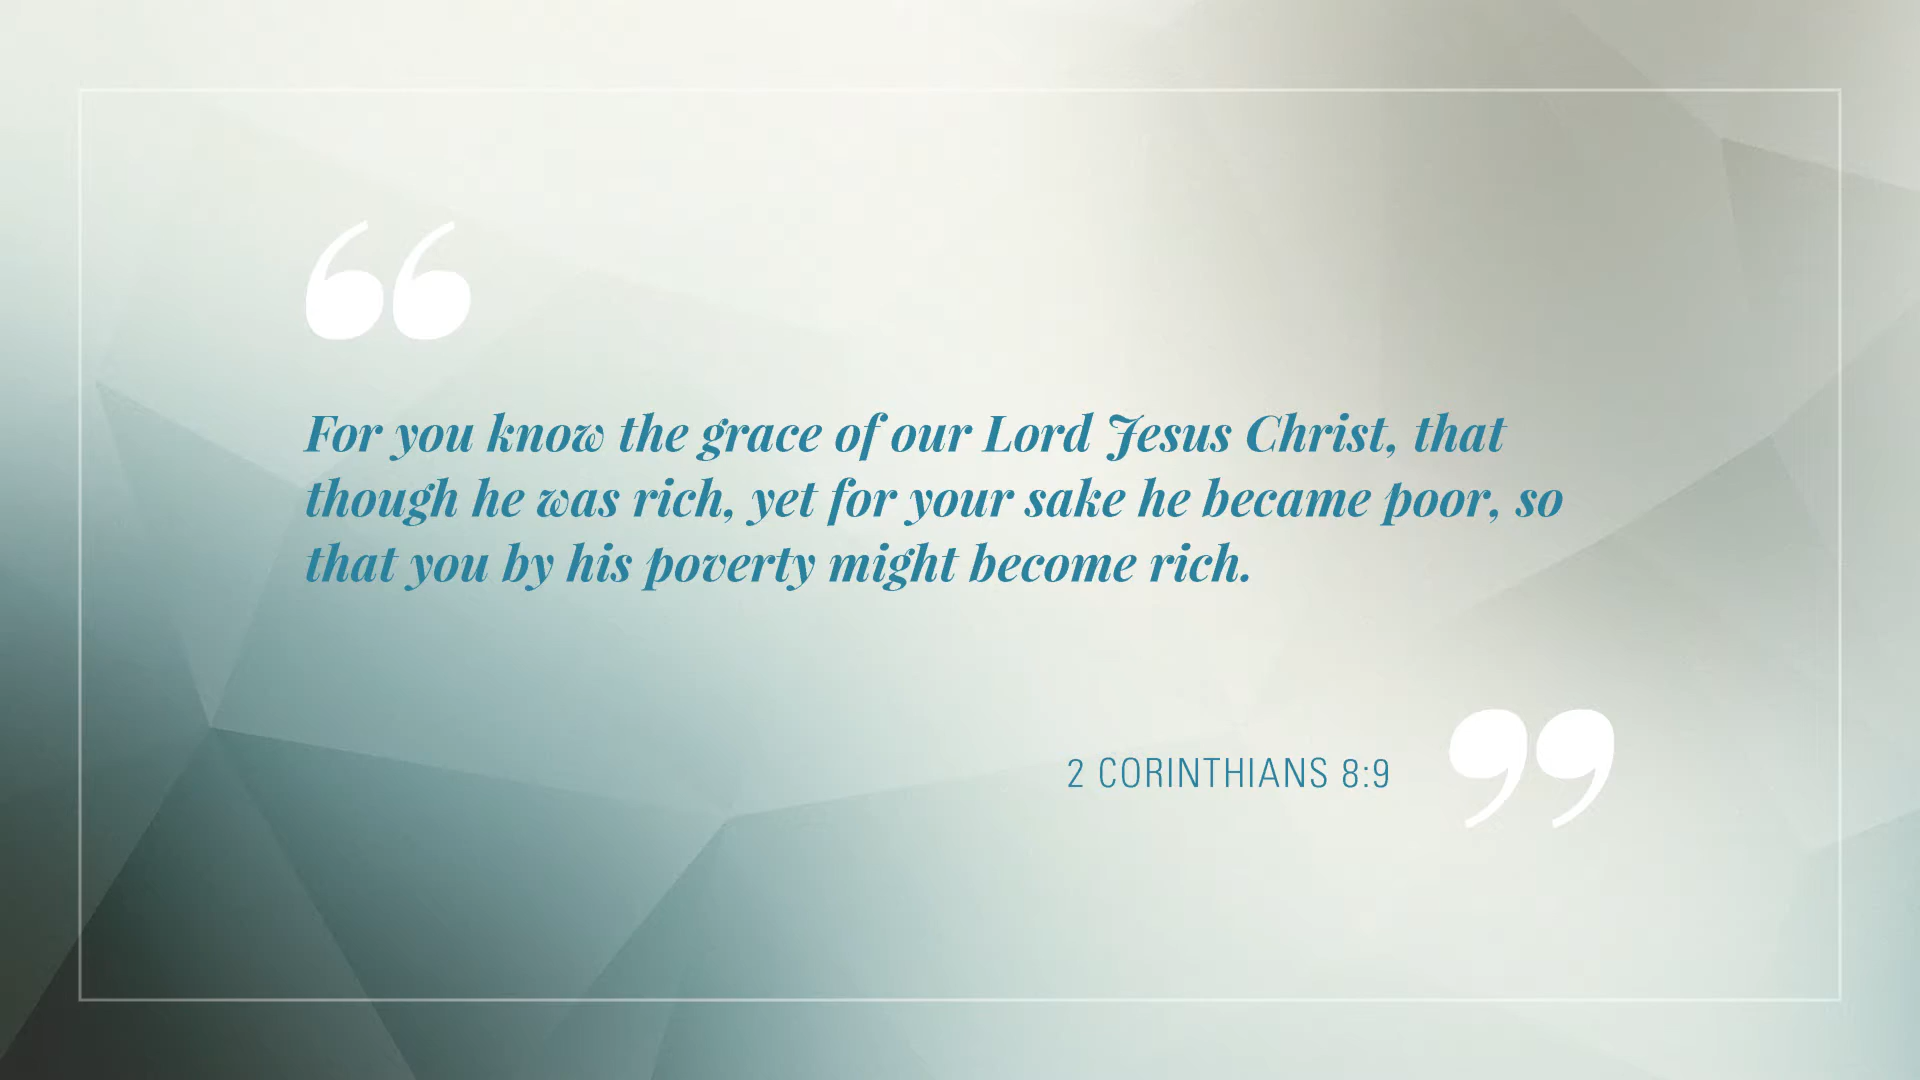 “
For you know the grace of our Lord Jesus Christ, that
though he was rich, yet for your sake he became poor, so
that you by his poverty might become rich.
2 CORINTHIANS 8:9 ”